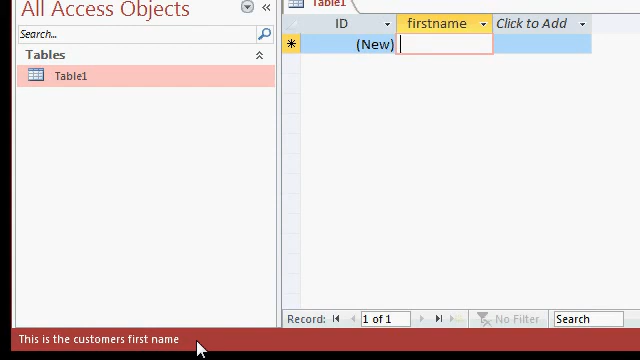 All Access Objects
Search...
Tables
Table1
Table1
ID firstname Click to Add
(New)
Record: 1 of 1 No Filter Search
This is the customers first name